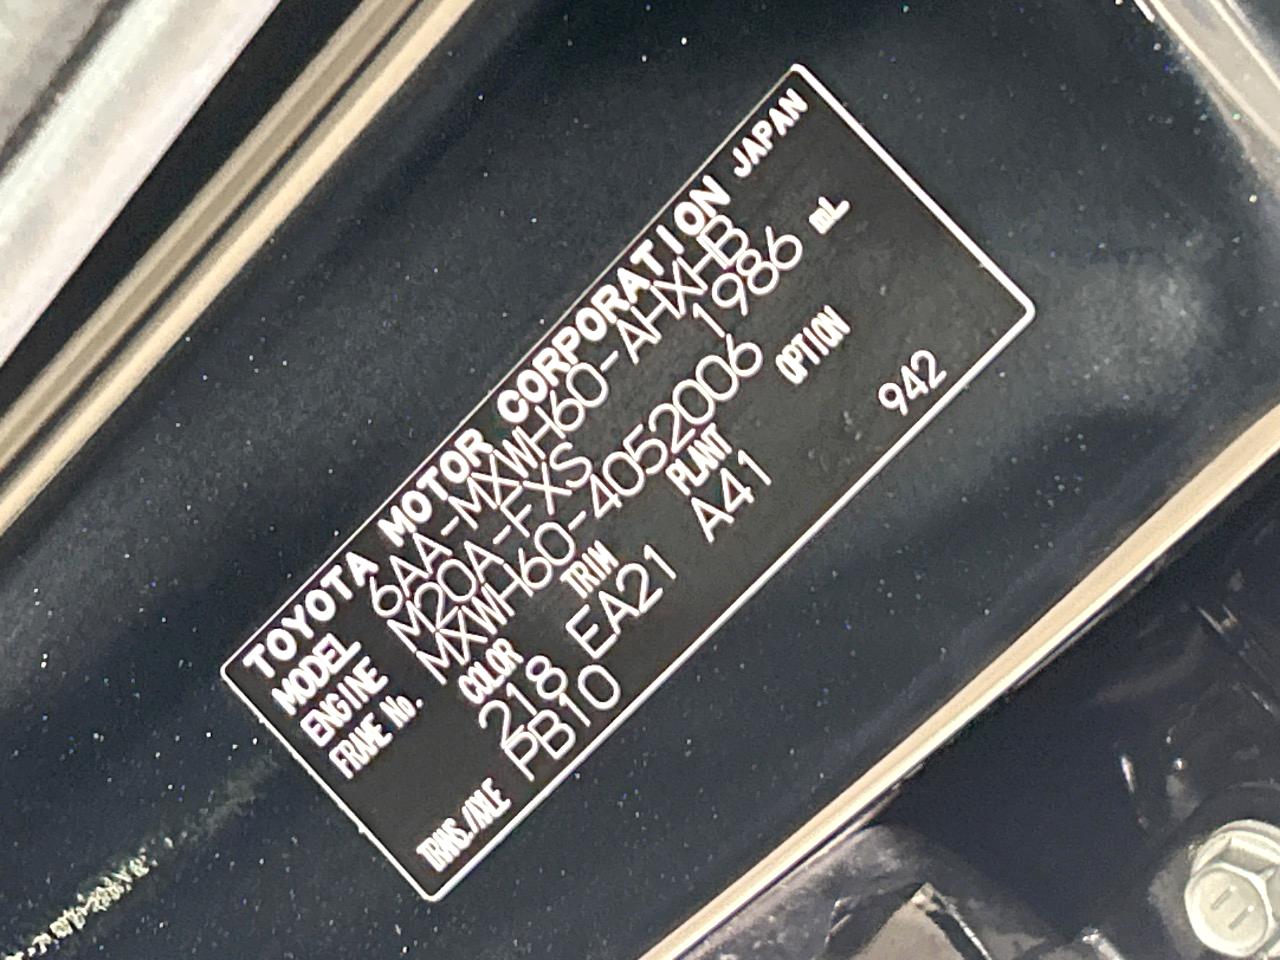 TOYOTA MOTOR CORPORATION JAPAN
MODEL 6AA-MXWH60-AHXHB
ENGINE M20A-FXS 1986 mL
FRAME No. MXWH60-4052006
COLOR TRIM PLANT OPTION
218 EA21 A41 942
TRANS./AXLE PB10